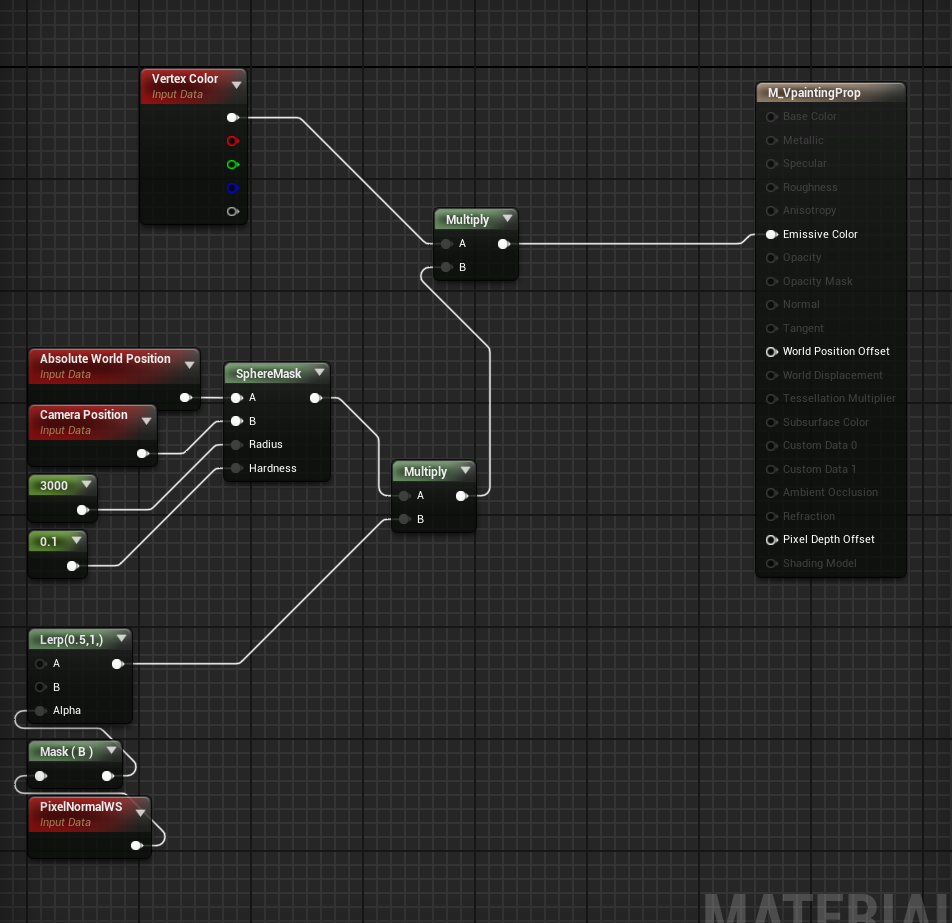 Vertex Color
Input Data
M_VpaintingProp
Base Color
Metallic
Specular
Roughness
Anisotropy
Emissive Color
Opacity
Opacity Mask
Normal
Tangent
World Position Offset
World Displacement
Tessellation Multiplier
Subsurface Color
Custom Data 0
Custom Data 1
Ambient Occlusion
Refraction
Pixel Depth Offset
Shading Model
Multiply
A
B
Absolute World Position
Input Data
Camera Position
Input Data
3000
0.1
SphereMask
A
B
Radius
Hardness
Multiply
A
B
Lerp(0.5,1,)
A
B
Alpha
Mask ( B )
PixelNormalWS
Input Data
MATERIAL